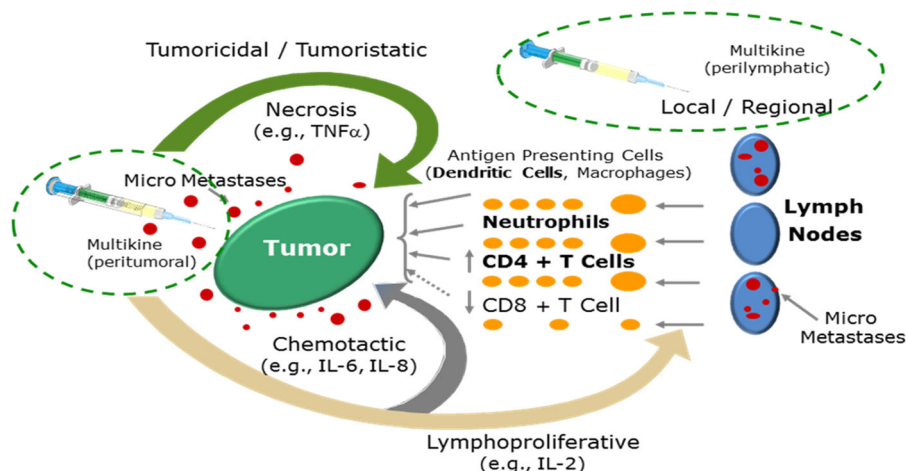 Tumoricidal / Tumoristatic
Necrosis
(e.g., TNFα)
Multikine
(perilymphatic)
Local / Regional
Micro Metastases
Multikine
(peritumoral)
Tumor
Antigen Presenting Cells
(Dendritic Cells, Macrophages)
Neutrophils
CD4 + T Cells
CD8 + T Cell
Lymph
Nodes
Micro
Metastases
Chemotactic
(e.g., IL-6, IL-8)
Lymphoproliferative
(e.g., IL-2)